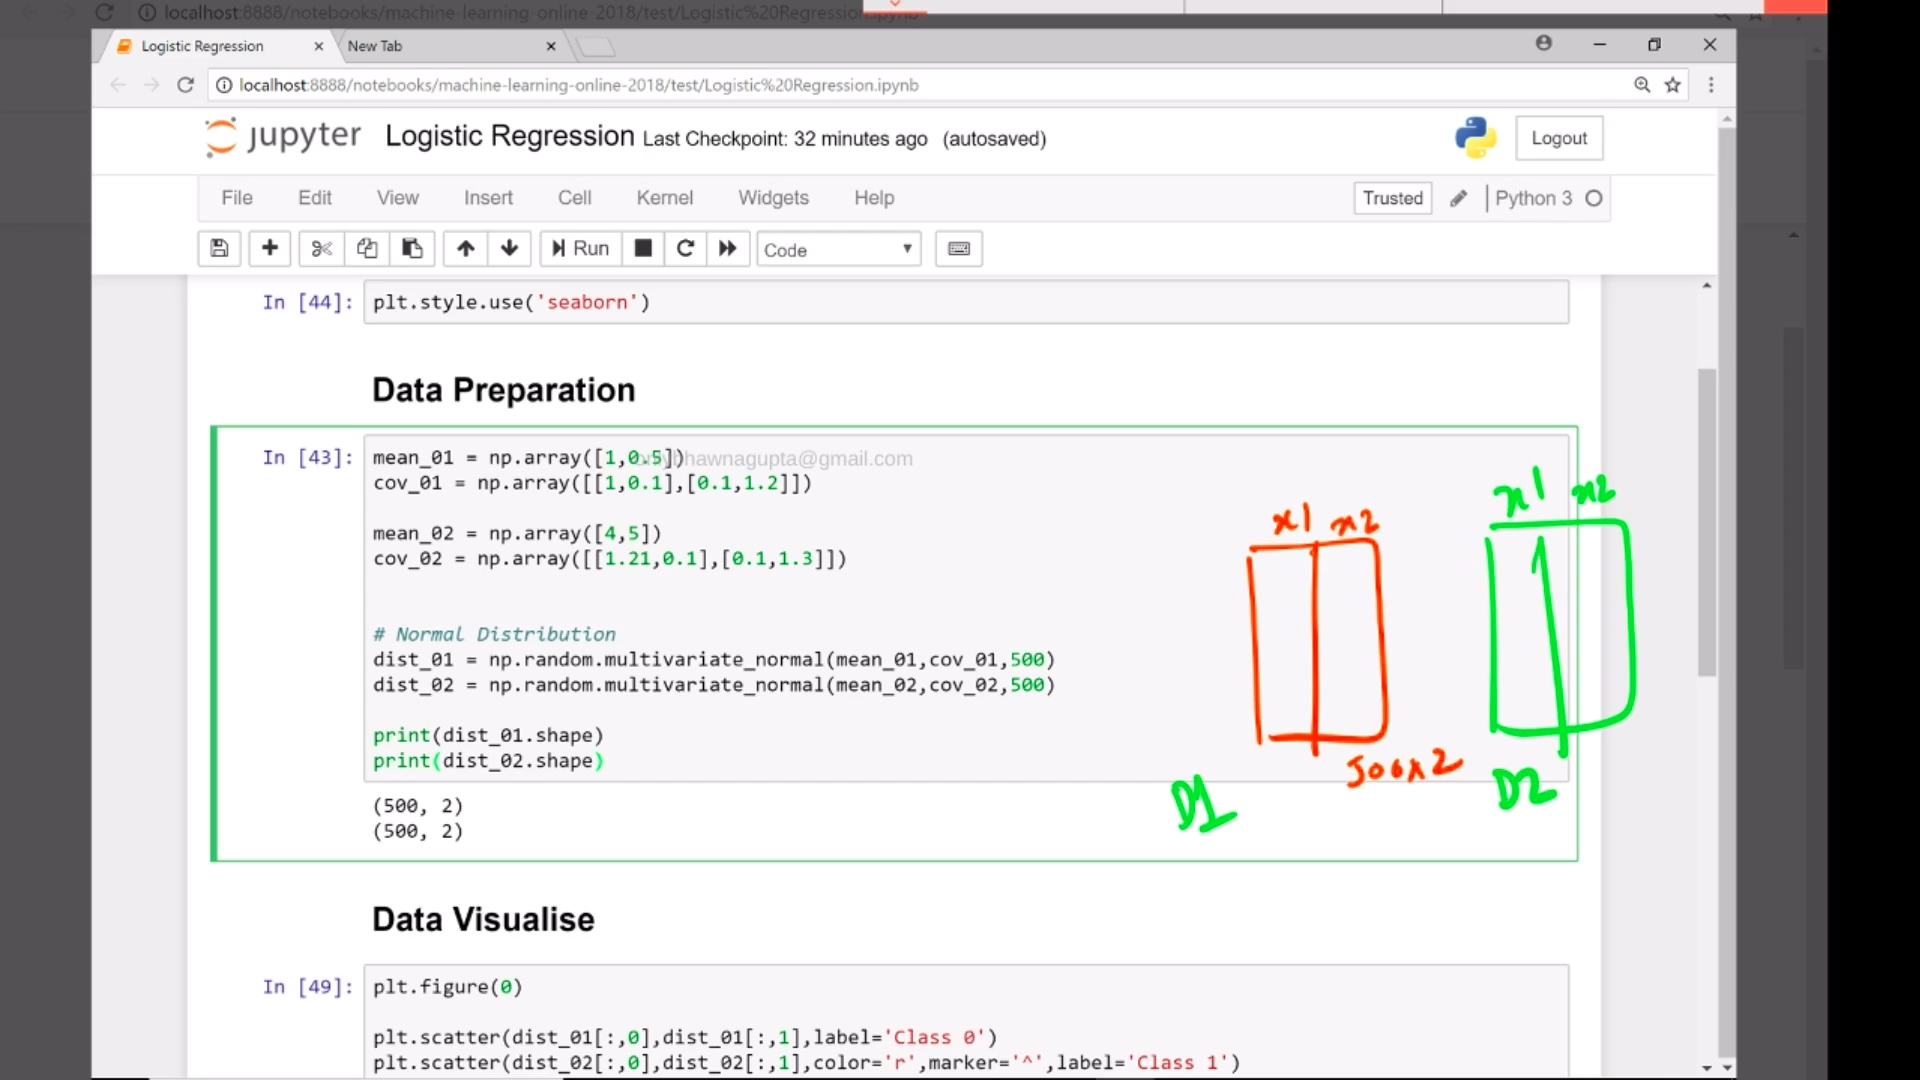 localhost:8888/notebooks/machine-learning-online-2018/test/Logistic%20Regression.ipynb
Logistic Regression
New Tab
localhost:8888/notebooks/machine-learning-online-2018/test/Logistic%20Regression.ipynb
jupyter Logistic Regression Last Checkpoint: 32 minutes ago (autosaved)
Logout
File Edit View Insert Cell Kernel Widgets Help
Trusted
Python 3
Run
Code
In [44]: plt.style.use('seaborn')
Data Preparation
In [43]: mean_01 = np.array([1,0.5])
cov_01 = np.array([[1,0.1],[0.1,1.2]])
mean_02 = np.array([4,5])
cov_02 = np.array([[1.21,0.1],[0.1,1.3]])
# Normal Distribution
dist_01 = np.random.multivariate_normal(mean_01,cov_01,500)
dist_02 = np.random.multivariate_normal(mean_02,cov_02,500)
print(dist_01.shape)
print(dist_02.shape)
x1 x2
x1 x2
500x2
D1
D2
(500, 2)
(500, 2)
Data Visualise
In [49]: plt.figure(0)
plt.scatter(dist_01[:,0],dist_01[:,1],label='Class 0')
plt.scatter(dist_02[:,0],dist_02[:,1],color='r',marker='^',label='Class 1')